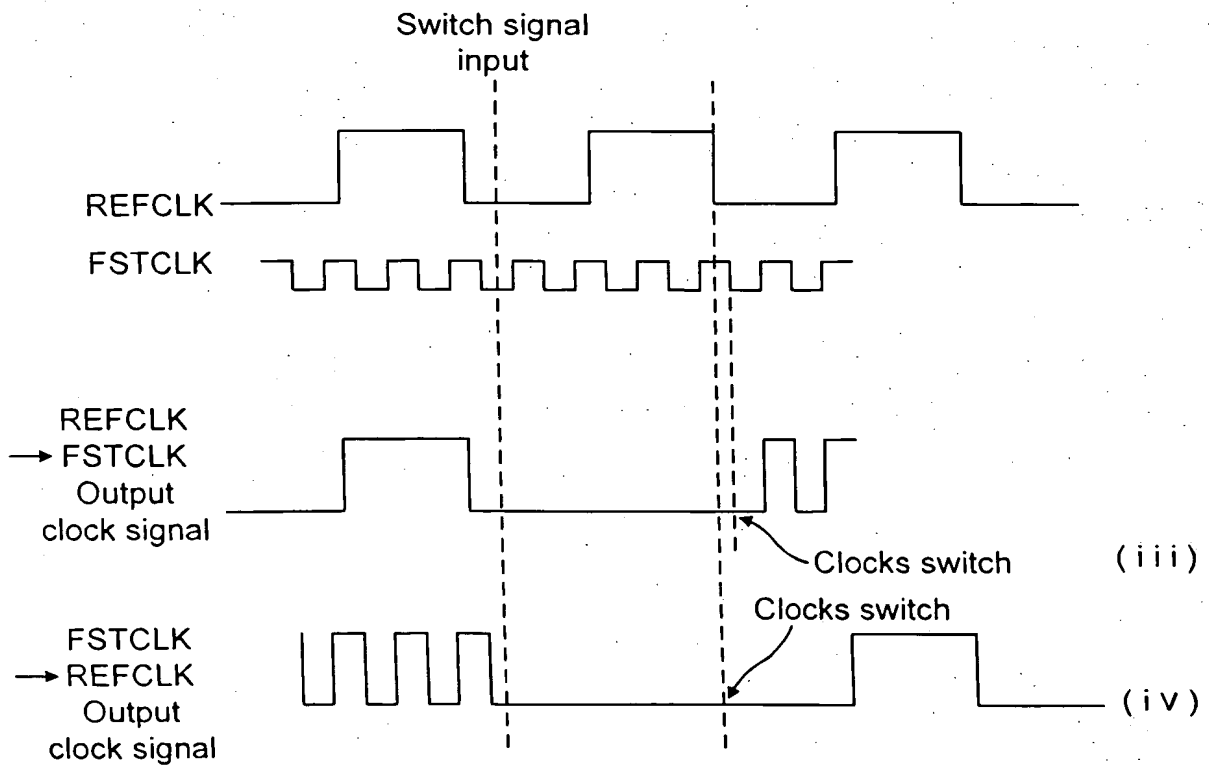 Switch signal
input
REFCLK
FSTCLK
REFCLK
→ FSTCLK
Output
clock signal
Clocks switch
(iii)
Clocks switch
FSTCLK
→ REFCLK
Output
clock signal
(iv)